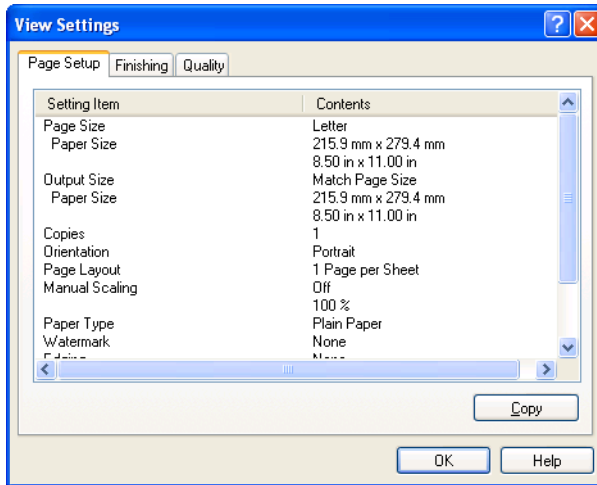 View Settings
Page Setup Finishing Quality
Setting Item Contents
Page Size Letter
Paper Size 215.9 mm x 279.4 mm
8.50 in x 11.00 in
Output Size Match Page Size
Paper Size 215.9 mm x 279.4 mm
8.50 in x 11.00 in
Copies 1
Orientation Portrait
Page Layout 1 Page per Sheet
Manual Scaling Off
100 %
Paper Type Plain Paper
Watermark None
Copy
OK Help